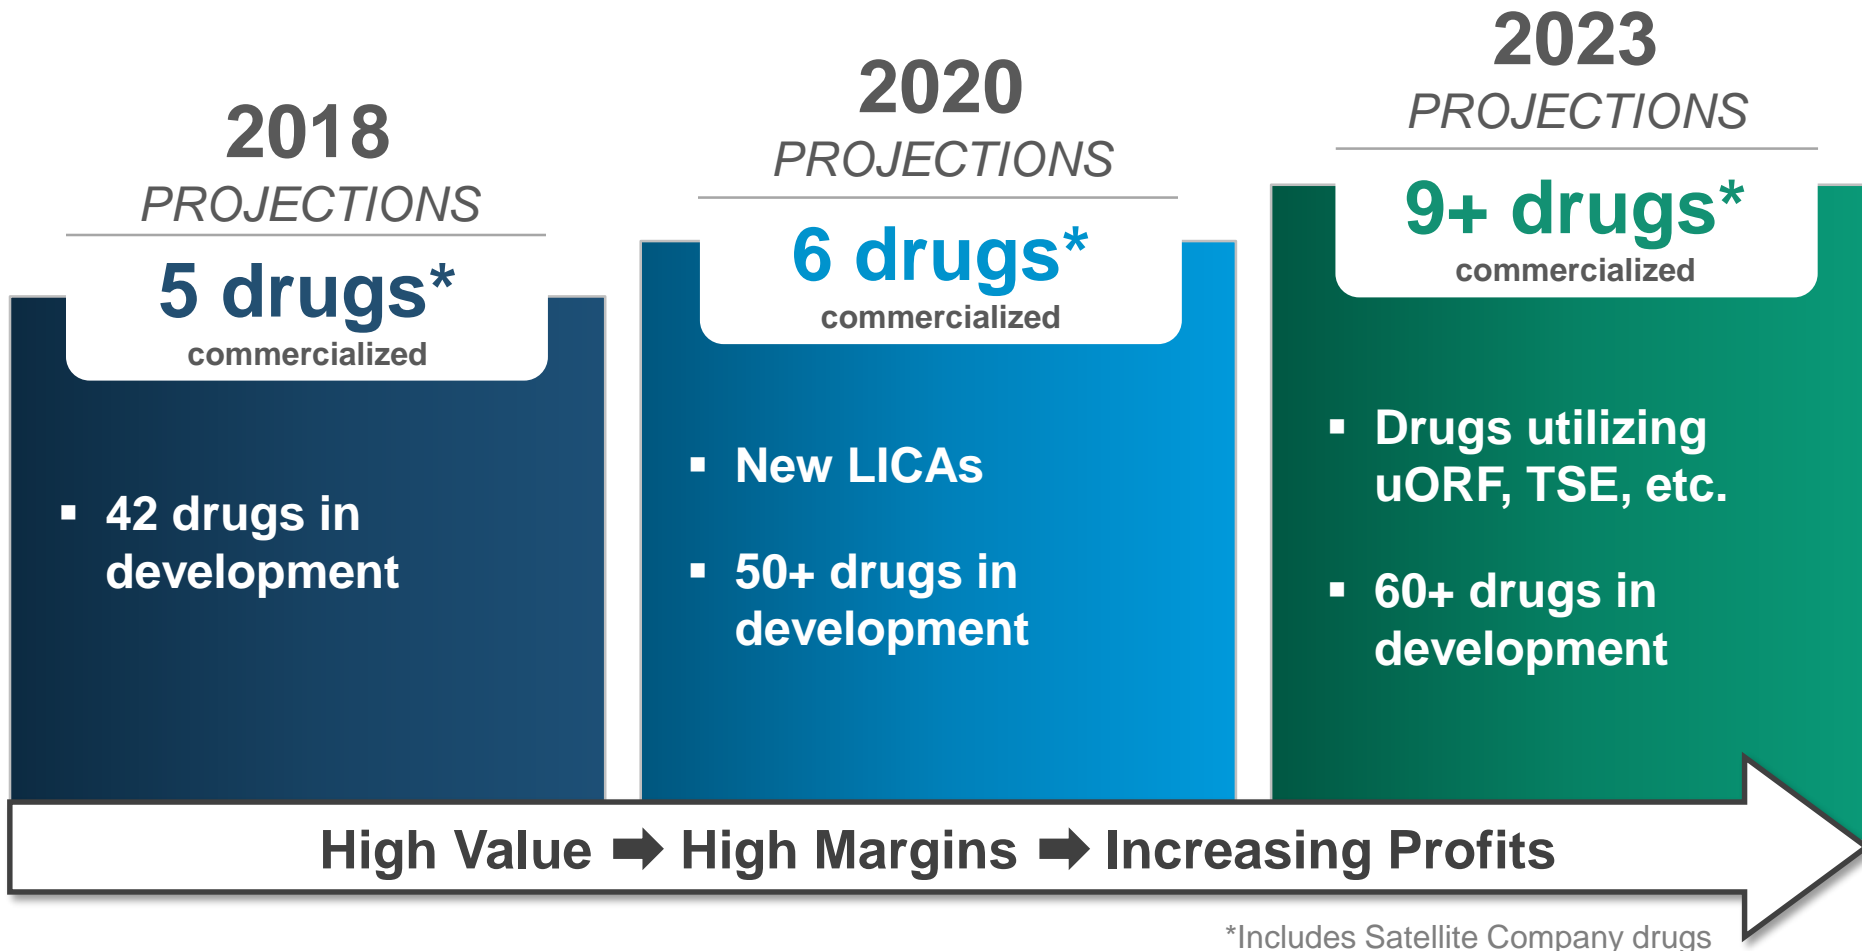 2018
PROJECTIONS
5 drugs*
commercialized
▪ 42 drugs in
development
2020
PROJECTIONS
6 drugs*
commercialized
▪ New LICAs
▪ 50+ drugs in
development
2023
PROJECTIONS
9+ drugs*
commercialized
▪ Drugs utilizing
uORF, TSE, etc.
▪ 60+ drugs in
development
High Value ➡ High Margins ➡ Increasing Profits
*Includes Satellite Company drugs